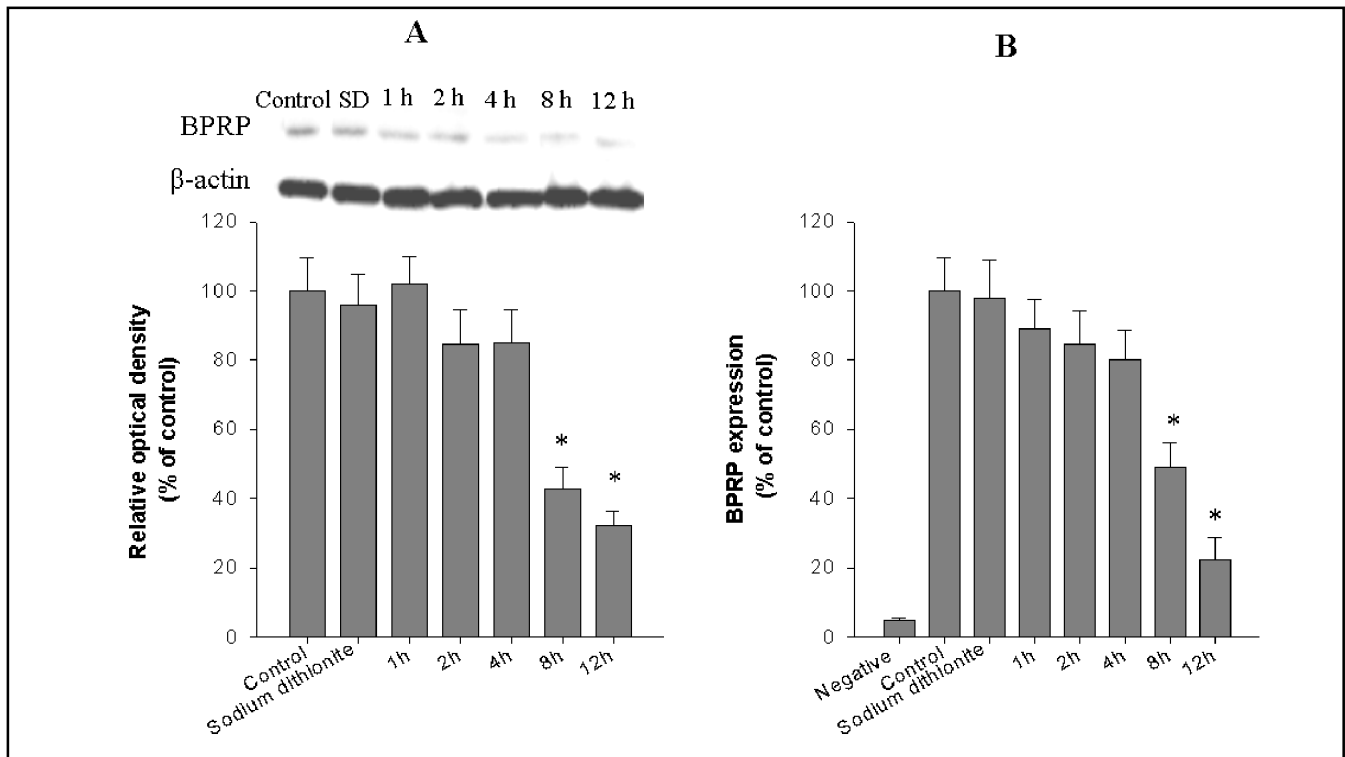 A
Control SD 1 h 2 h 4 h 8 h 12 h
BPRP
β-actin
120
100
80
60
40
20
0
Relative optical density
(% of control)
*
*
Control
Sodium dithionite
1h
2h
4h
8h
12h
B
120
100
80
60
40
20
0
BPRP expression
(% of control)
*
*
Negative
Control
Sodium dithionite
1h
2h
4h
8h
12h